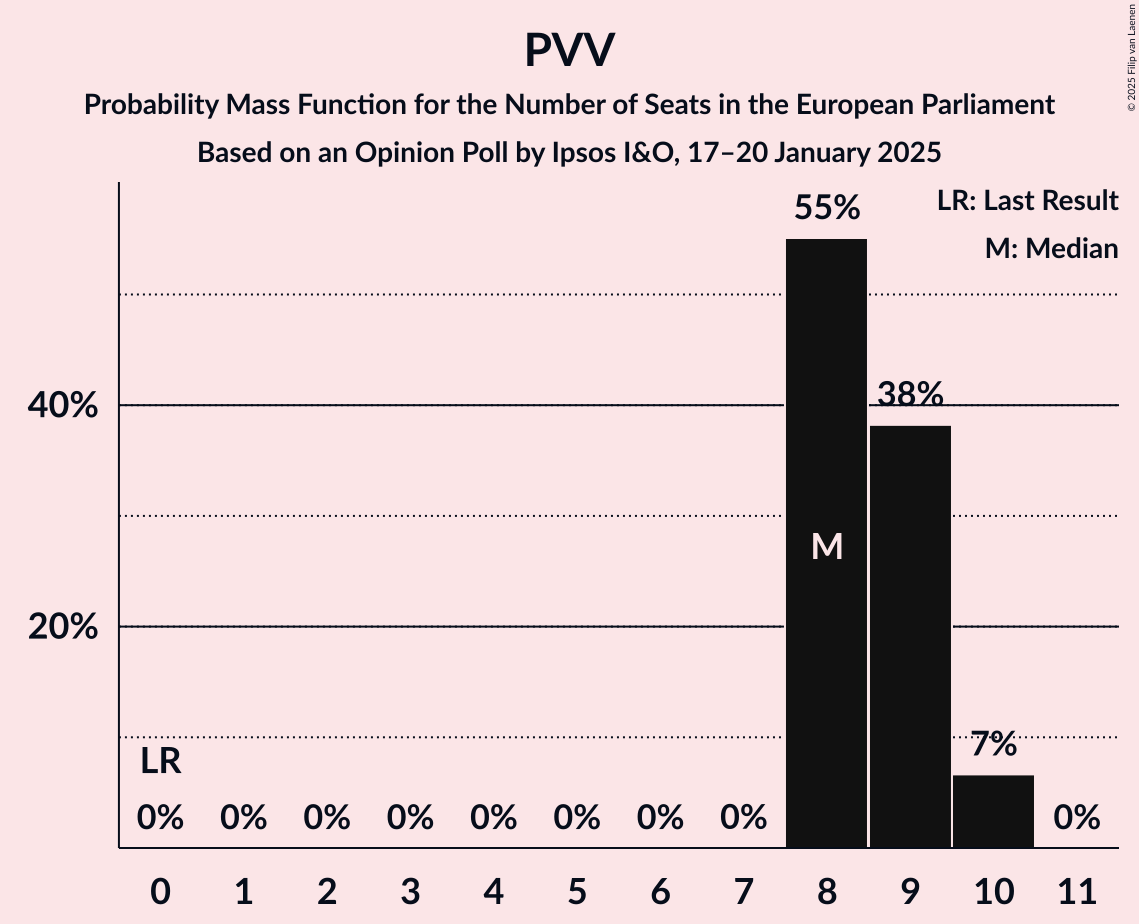 PVV
Probability Mass Function for the Number of Seats in the European Parliament
Based on an Opinion Poll by Ipsos I&O, 17–20 January 2025
© 2025 Filip van Laenen
LR: Last Result
M: Median
55%
38%
40%
M
20%
7%
LR
0% 0% 0% 0% 0% 0% 0% 0% 0%
0 1 2 3 4 5 6 7 8 9 10 11